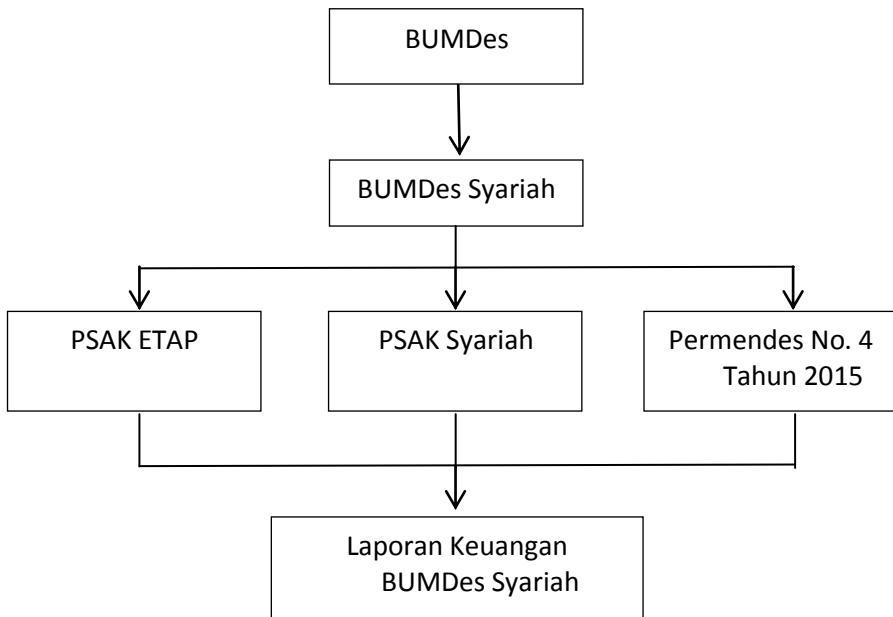 BUMDes
BUMDes Syariah
PSAK ETAP
PSAK Syariah
Permendes No. 4
Tahun 2015
Laporan Keuangan
BUMDes Syariah